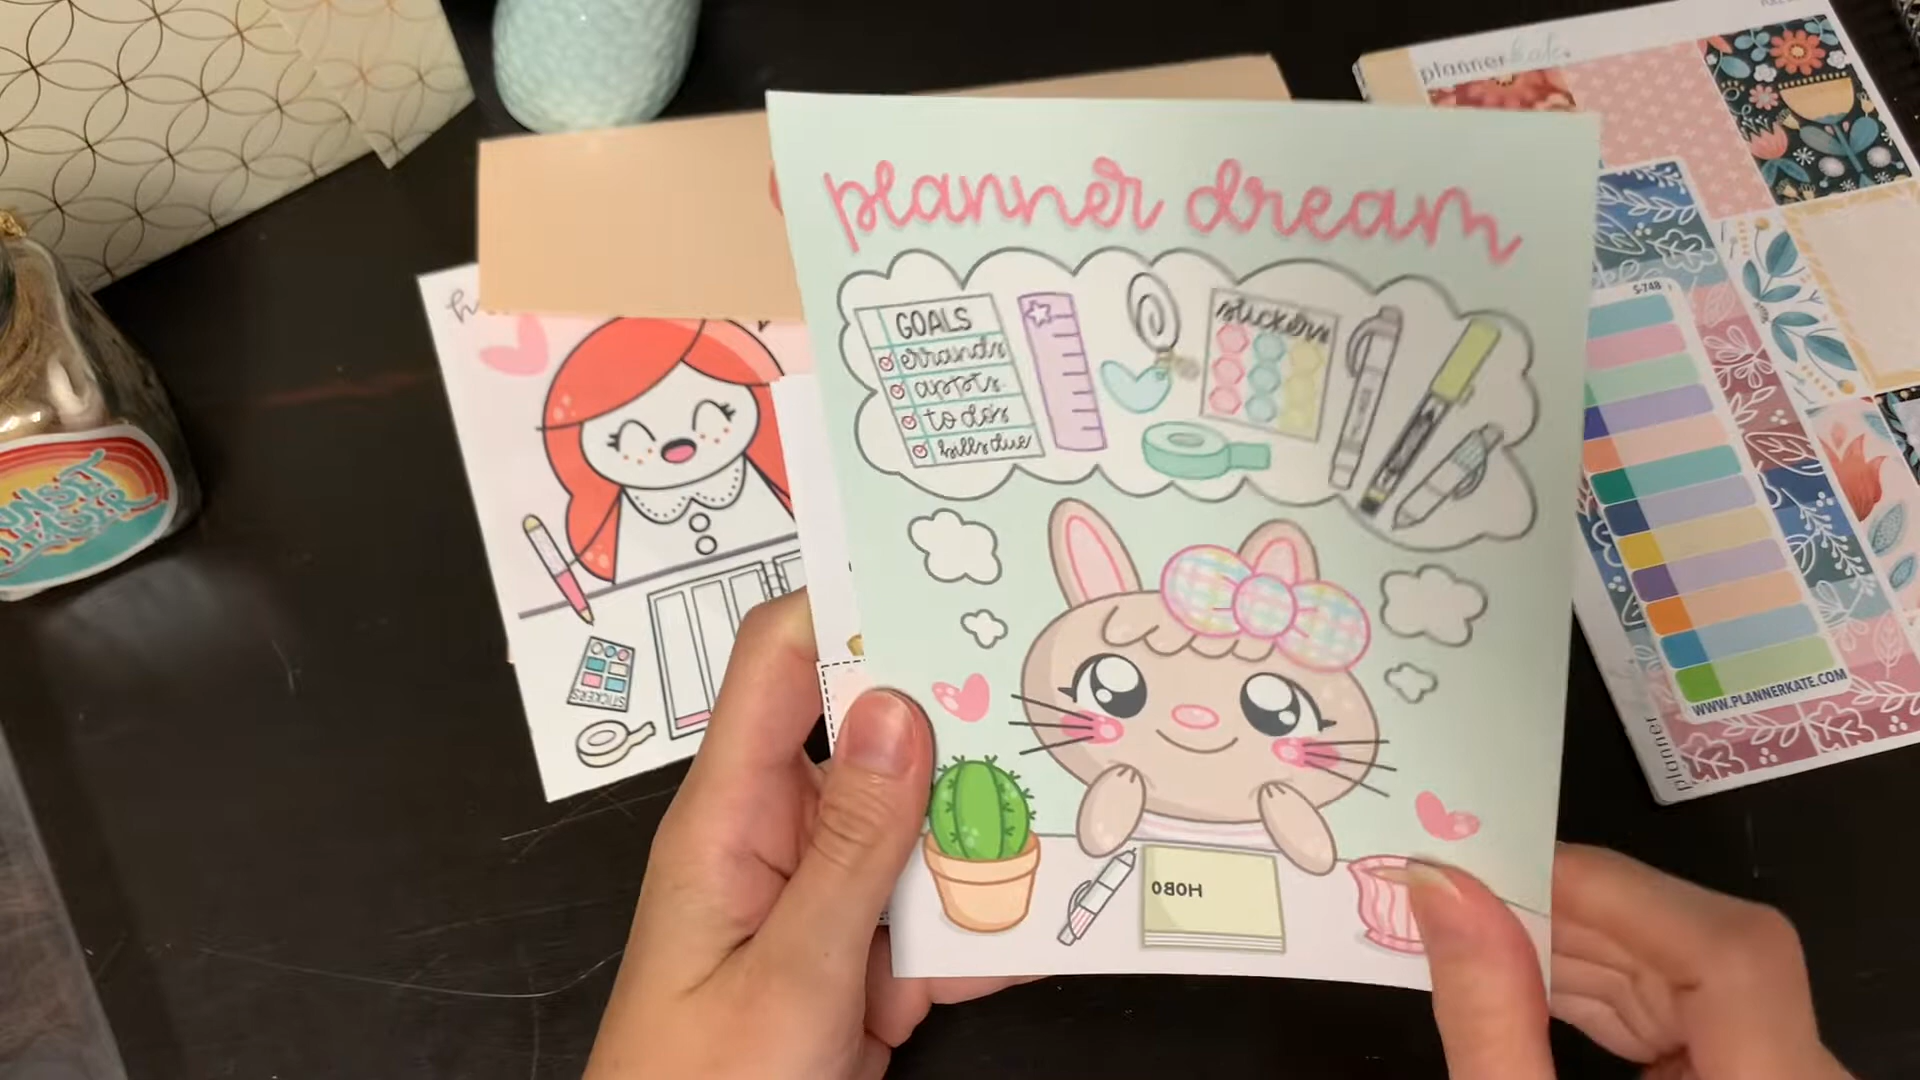 planner kate.
planner dream
GOALS
errands
appts
to do's
bills due
stickers
S-748
WWW.PLANNERKATE.COM
planner
STICKERS
HOBO